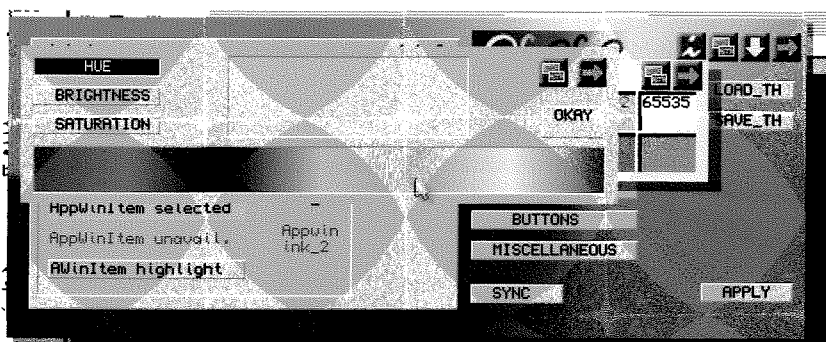 HUE
BRIGHTNESS
SATURATION
OKAY
65535
LOAD_TH
SAVE_TH
AppWinItem selected
AppWinItem unavail.
AWinItem highlight
Appwin
ink_2
BUTTONS
MISCELLANEOUS
SYNC
APPLY